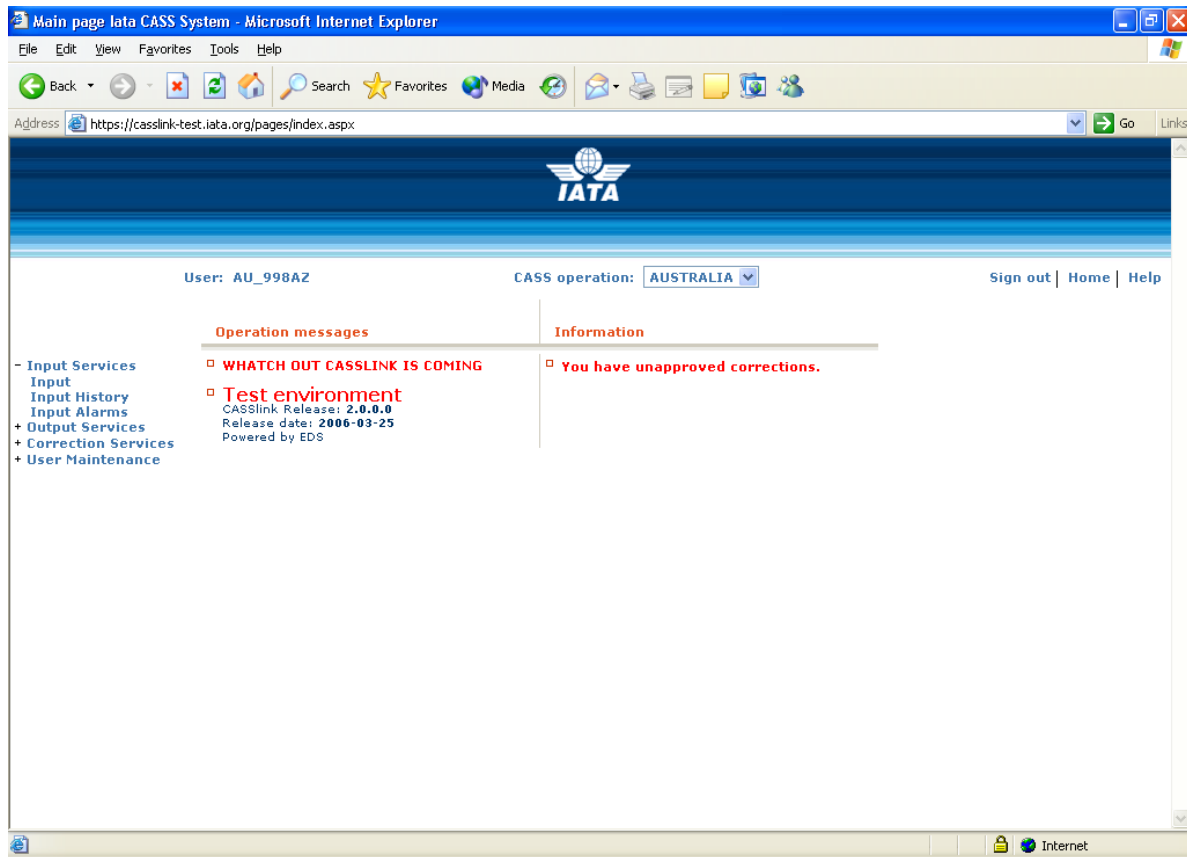 Main page Iata CASS System - Microsoft Internet Explorer
File Edit View Favorites Tools Help
Back Search Favorites Media
Address https://casslink-test.iata.org/pages/index.aspx Go Links
IATA
User: AU_998AZ CASS operation: AUSTRALIA Sign out | Home | Help
Operation messages Information
- Input Services
Input
Input History
Input Alarms
+ Output Services
+ Correction Services
+ User Maintenance
WHATCH OUT CASSLINK IS COMING
Test environment
CASSlink Release: 2.0.0.0
Release date: 2006-03-25
Powered by EDS
You have unapproved corrections.
Internet